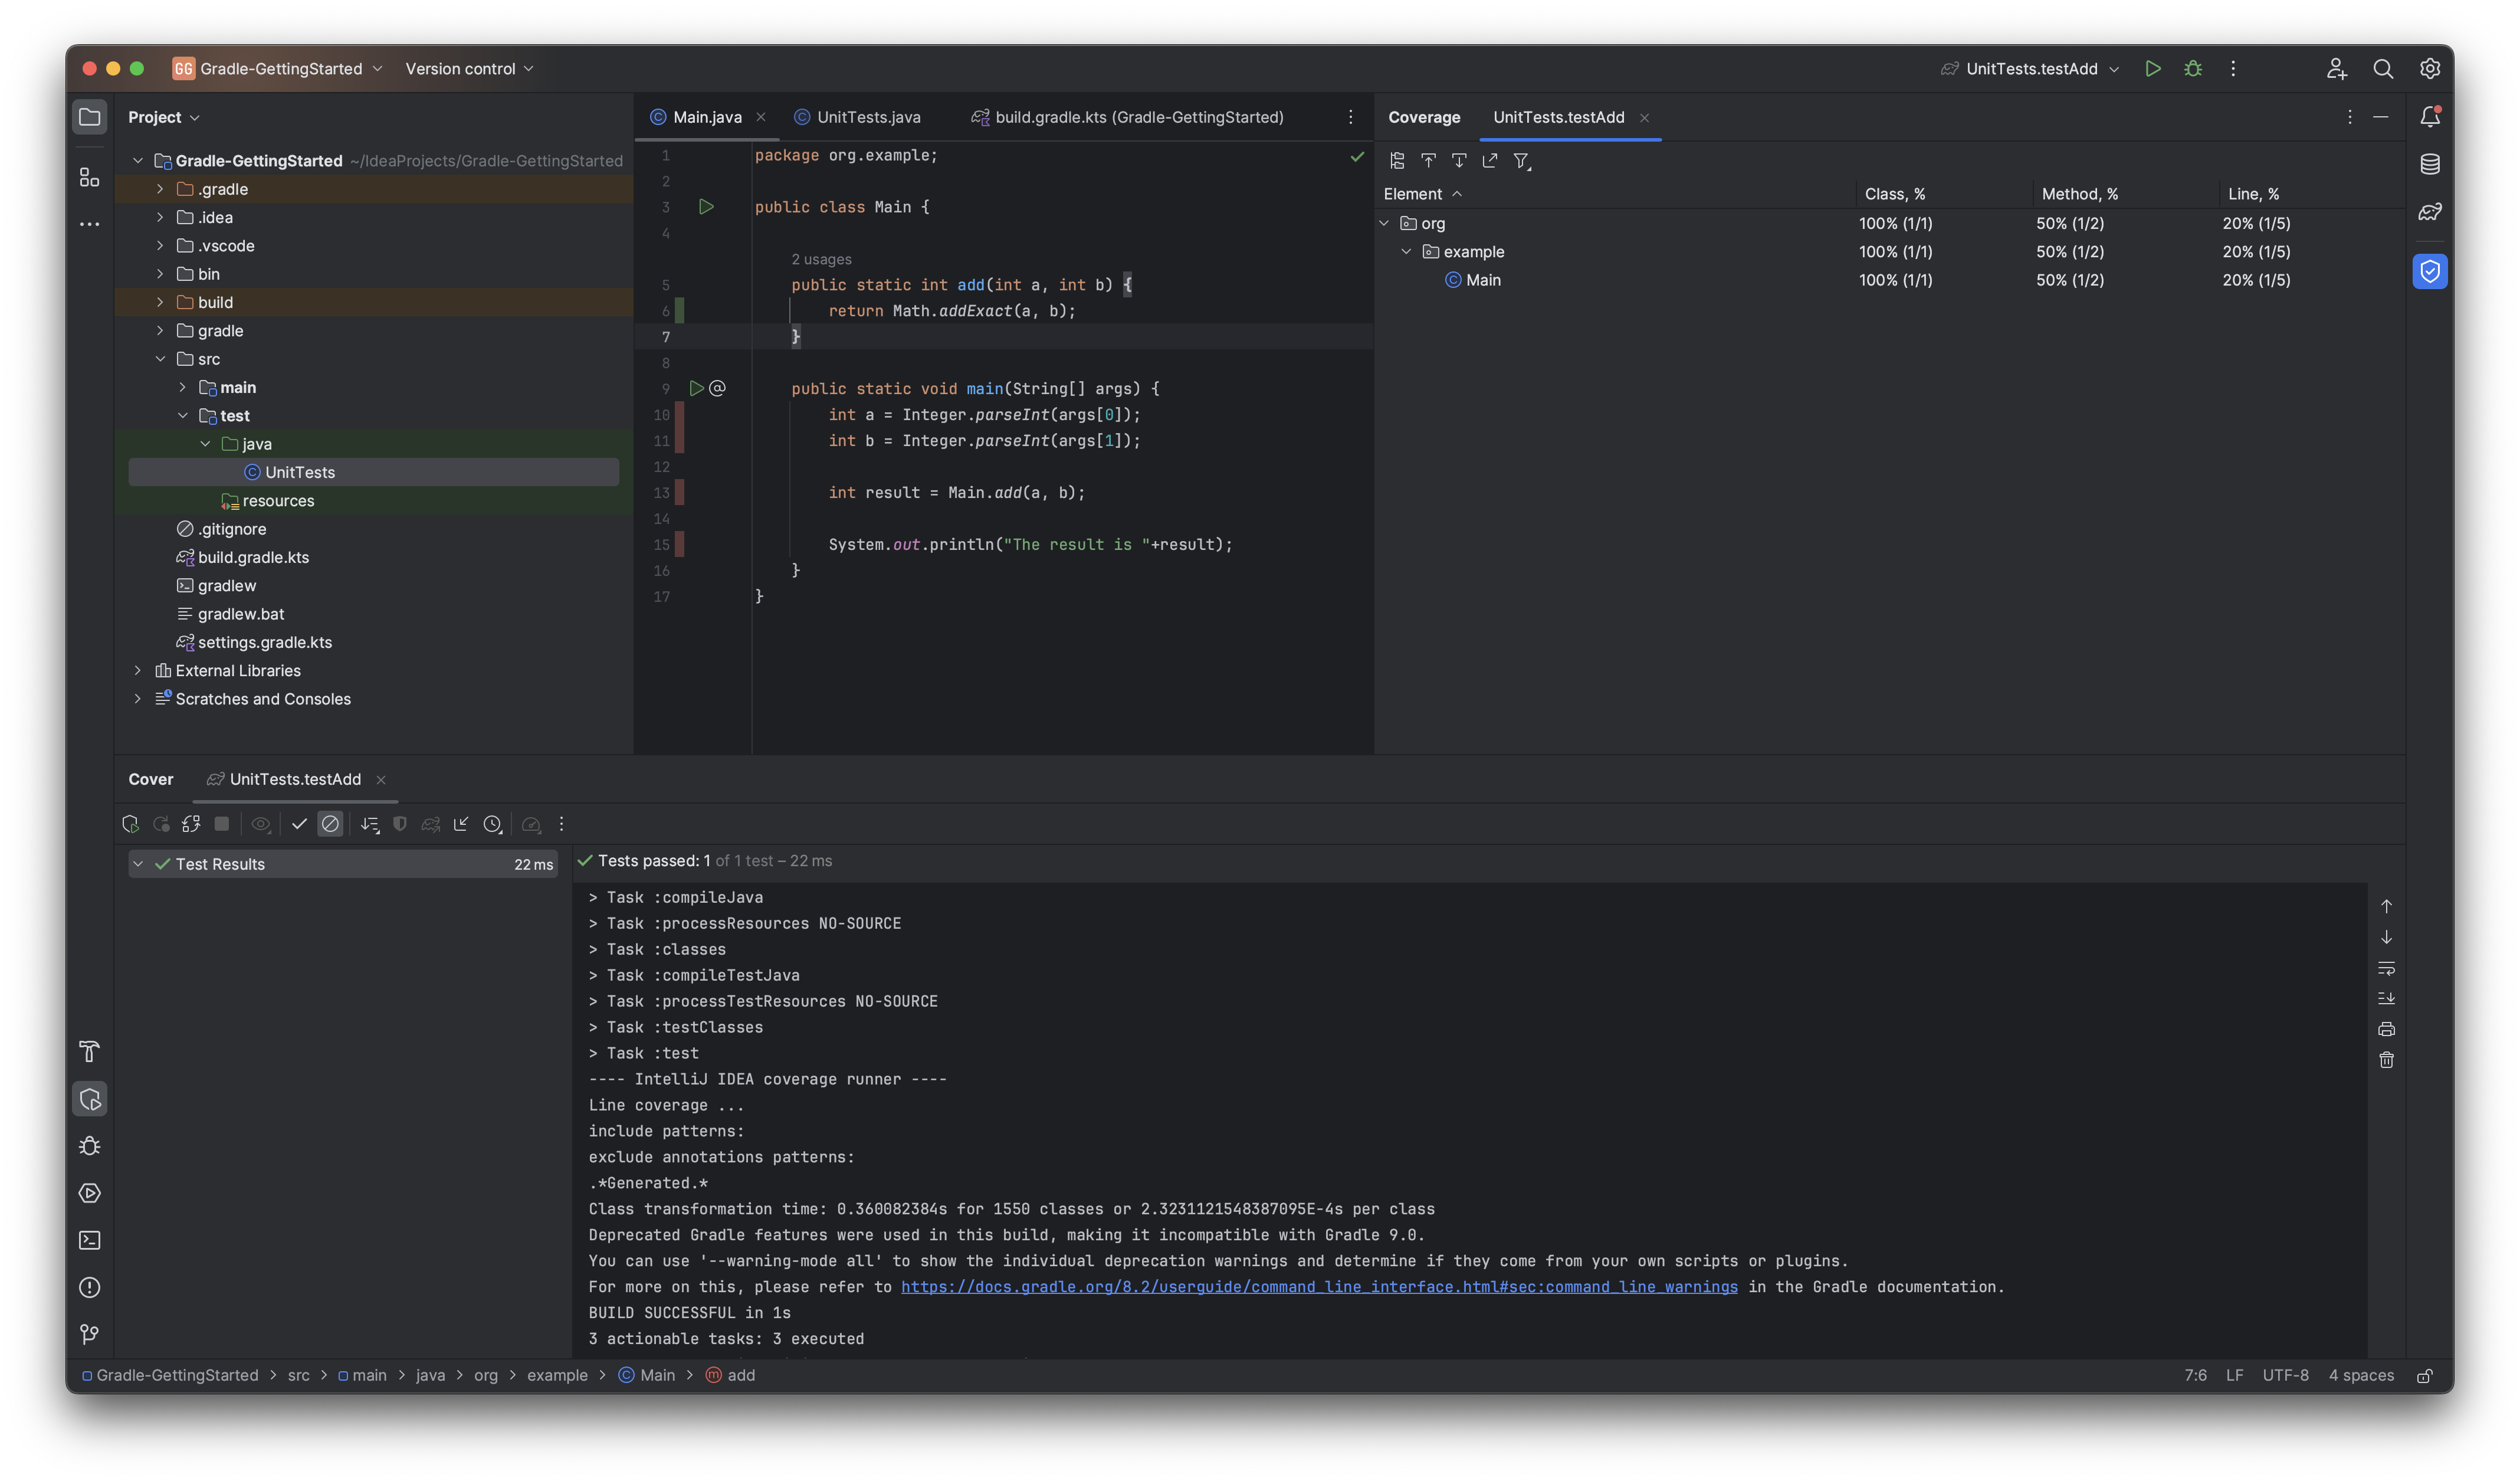 GG Gradle-GettingStarted Version control UnitTests.testAdd
Project
Gradle-GettingStarted ~/IdeaProjects/Gradle-GettingStarted
.gradle
.idea
.vscode
bin
build
gradle
src
main
test
java
UnitTests
resources
.gitignore
build.gradle.kts
gradlew
gradlew.bat
settings.gradle.kts
External Libraries
Scratches and Consoles
Main.java UnitTests.java build.gradle.kts (Gradle-GettingStarted)
1 package org.example;
2
3 public class Main {
4
2 usages
5 public static int add(int a, int b) {
6 return Math.addExact(a, b);
7 }
8
9 @ public static void main(String[] args) {
10 int a = Integer.parseInt(args[0]);
11 int b = Integer.parseInt(args[1]);
12
13 int result = Main.add(a, b);
14
15 System.out.println("The result is "+result);
16 }
17 }
Coverage UnitTests.testAdd
Element Class, % Method, % Line, %
org 100% (1/1) 50% (1/2) 20% (1/5)
example 100% (1/1) 50% (1/2) 20% (1/5)
Main 100% (1/1) 50% (1/2) 20% (1/5)
Cover UnitTests.testAdd
Test Results 22 ms
Tests passed: 1 of 1 test – 22 ms
> Task :compileJava
> Task :processResources NO-SOURCE
> Task :classes
> Task :compileTestJava
> Task :processTestResources NO-SOURCE
> Task :testClasses
> Task :test
---- IntelliJ IDEA coverage runner ----
Line coverage ...
include patterns:
exclude annotations patterns:
.*Generated.*
Class transformation time: 0.360082384s for 1550 classes or 2.3231121548387095E-4s per class
Deprecated Gradle features were used in this build, making it incompatible with Gradle 9.0.
You can use '--warning-mode all' to show the individual deprecation warnings and determine if they come from your own scripts or plugins.
For more on this, please refer to https://docs.gradle.org/8.2/userguide/command_line_interface.html#sec:command_line_warnings in the Gradle documentation.
BUILD SUCCESSFUL in 1s
3 actionable tasks: 3 executed
Gradle-GettingStarted > src > main > java > org > example > Main > add 7:6 LF UTF-8 4 spaces